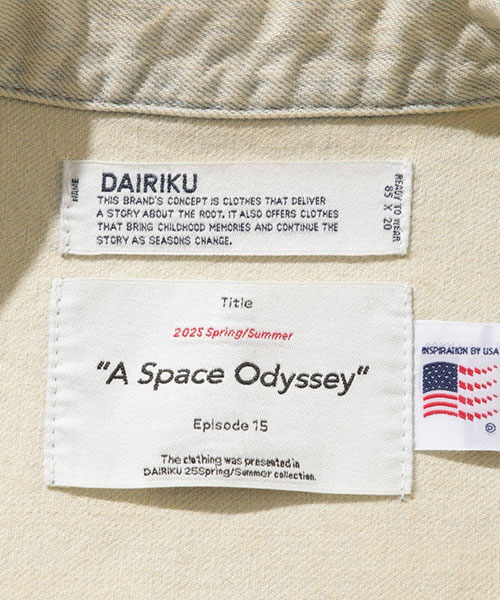 NAME
DAIRIKU
THIS BRAND'S CONCEPT IS CLOTHES THAT DELIVER
A STORY ABOUT THE ROOT. IT ALSO OFFERS CLOTHES
THAT BRING CHILDHOOD MEMORIES AND CONTINUE THE
STORY AS SEASONS CHANGE.
READY TO WEAR
85 X 20
Title
2025 Spring/Summer
"A Space Odyssey"
Episode 15
The clothing was presented in
DAIRIKU 25Spring/Summer collection.
INSPIRATION BY USA